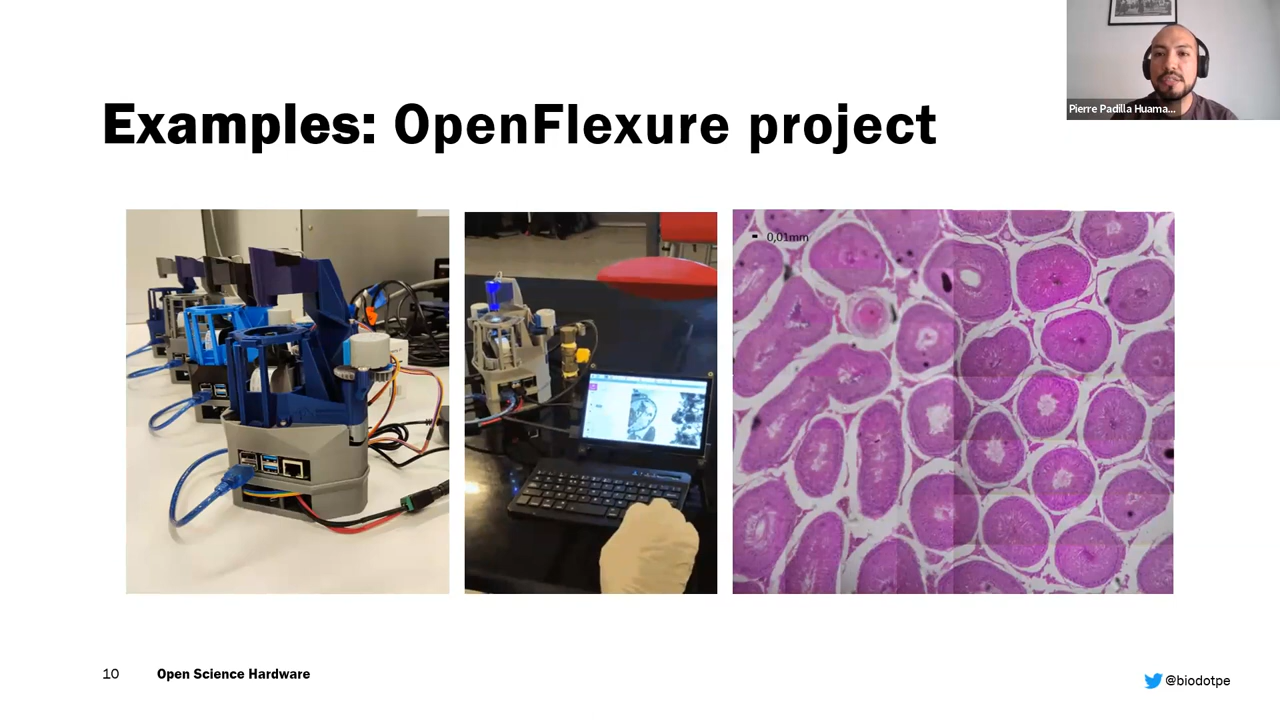 Pierre Padilla Huama...
Examples: OpenFlexure project
0,01mm
10
Open Science Hardware
@biodotpe